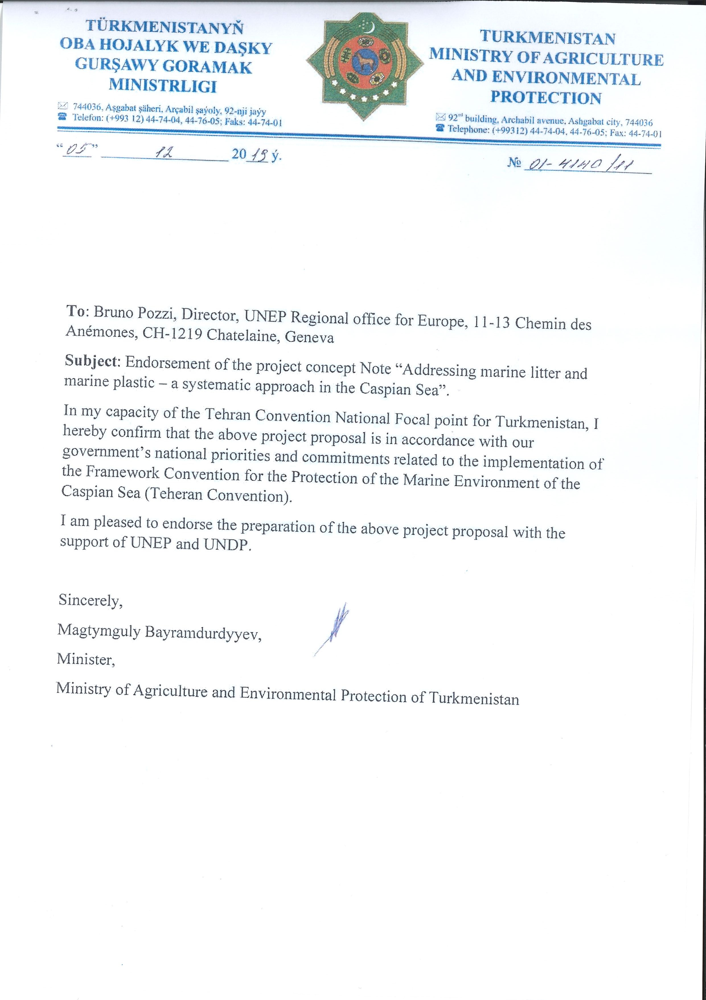 TÜRKMENISTANYŇ
OBA HOJALYK WE DAŞKY
GURŞAWY GORAMAK
MINISTRLIGI
744036, Aşgabat şäheri, Arçabil şaýoly, 92-nji jaýy
Telefon: (+993 12) 44-74-04, 44-76-05; Faks: 44-74-01
TURKMENISTAN
MINISTRY OF AGRICULTURE
AND ENVIRONMENTAL
PROTECTION
92nd building, Archabil avenue, Ashgabat city, 744036
Telephone: (+99312) 44-74-04, 44-76-05; Fax: 44-74-01
“05” 12 2019 ý.
№ 01-4140/11
To: Bruno Pozzi, Director, UNEP Regional office for Europe, 11-13 Chemin des
Anémones, CH-1219 Chatelaine, Geneva
Subject: Endorsement of the project concept Note “Addressing marine litter and
marine plastic – a systematic approach in the Caspian Sea”.
In my capacity of the Tehran Convention National Focal point for Turkmenistan, I
hereby confirm that the above project proposal is in accordance with our
government’s national priorities and commitments related to the implementation of
the Framework Convention for the Protection of the Marine Environment of the
Caspian Sea (Teheran Convention).
I am pleased to endorse the preparation of the above project proposal with the
support of UNEP and UNDP.
Sincerely,
Magtymguly Bayramdurdyyev,
Minister,
Ministry of Agriculture and Environmental Protection of Turkmenistan